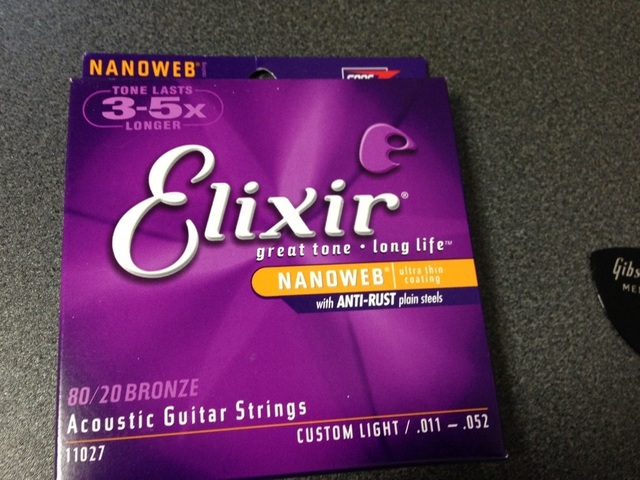 NANOWEB®
TONE LASTS
3-5x
LONGER
Elixir®
great tone • long life™
NANOWEB® ultra thin
coating
with ANTI-RUST plain steels
80/20 BRONZE
Acoustic Guitar Strings
11027
CUSTOM LIGHT / .011 — .052